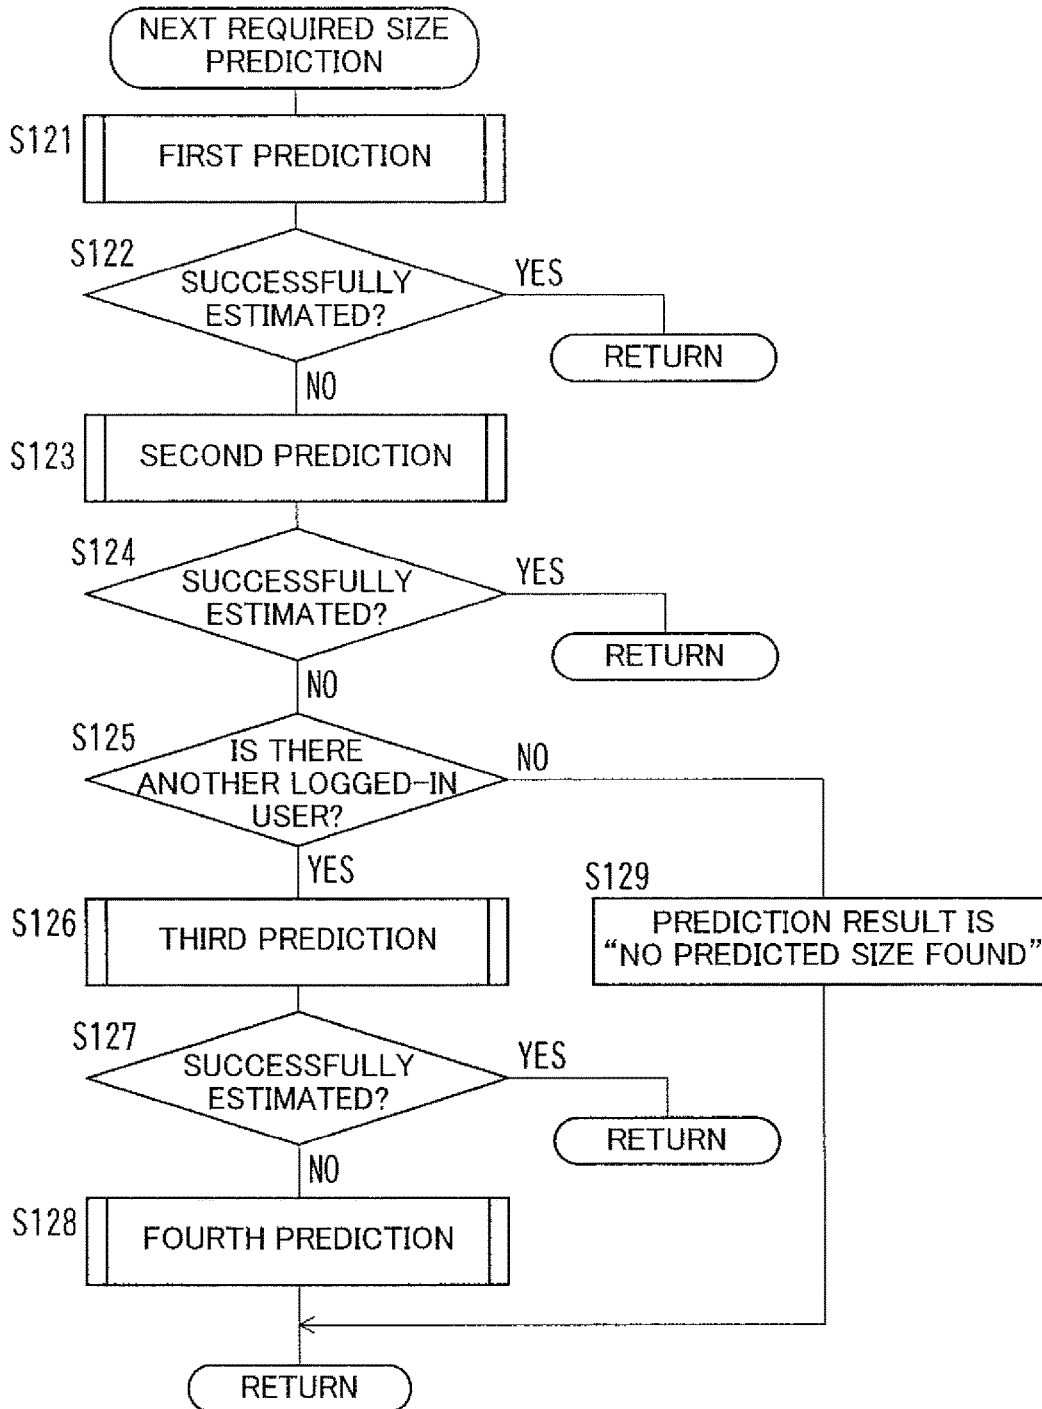 NEXT REQUIRED SIZE
PREDICTION
S121
FIRST PREDICTION
S122
SUCCESSFULLY
ESTIMATED?
YES
RETURN
NO
S123
SECOND PREDICTION
S124
SUCCESSFULLY
ESTIMATED?
YES
RETURN
NO
S125
IS THERE
ANOTHER LOGGED-IN
USER?
NO
YES
S129
PREDICTION RESULT IS
“NO PREDICTED SIZE FOUND”
S126
THIRD PREDICTION
S127
SUCCESSFULLY
ESTIMATED?
YES
RETURN
NO
S128
FOURTH PREDICTION
RETURN